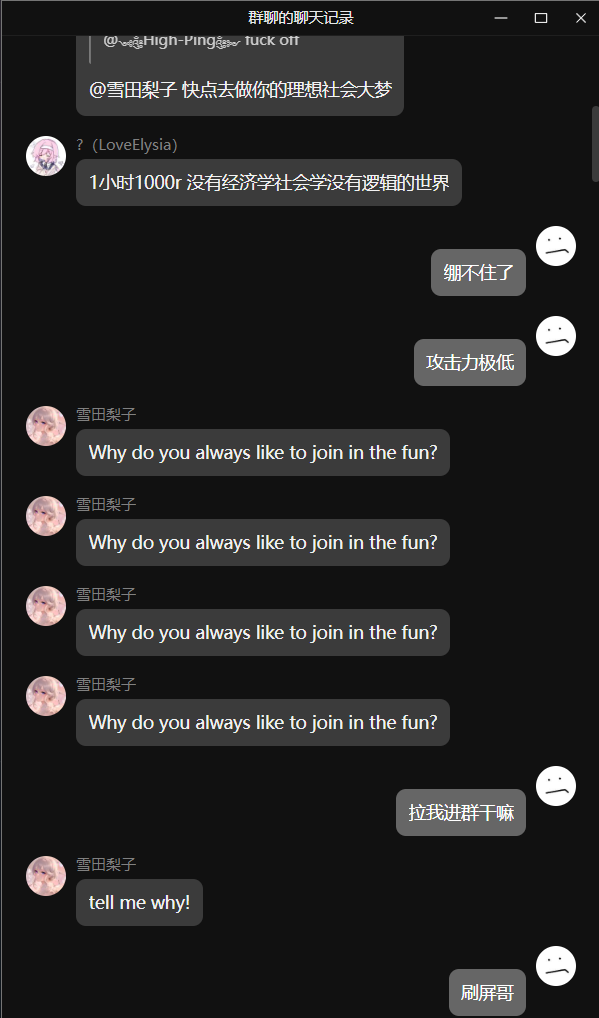 群聊的聊天记录
@High-Ping fuck off
@雪田梨子 快点去做你的理想社会大梦
?（LoveElysia）
1小时1000r 没有经济学社会学没有逻辑的世界
绷不住了
攻击力极低
雪田梨子
Why do you always like to join in the fun?
雪田梨子
Why do you always like to join in the fun?
雪田梨子
Why do you always like to join in the fun?
雪田梨子
Why do you always like to join in the fun?
拉我进群干嘛
雪田梨子
tell me why!
刷屏哥